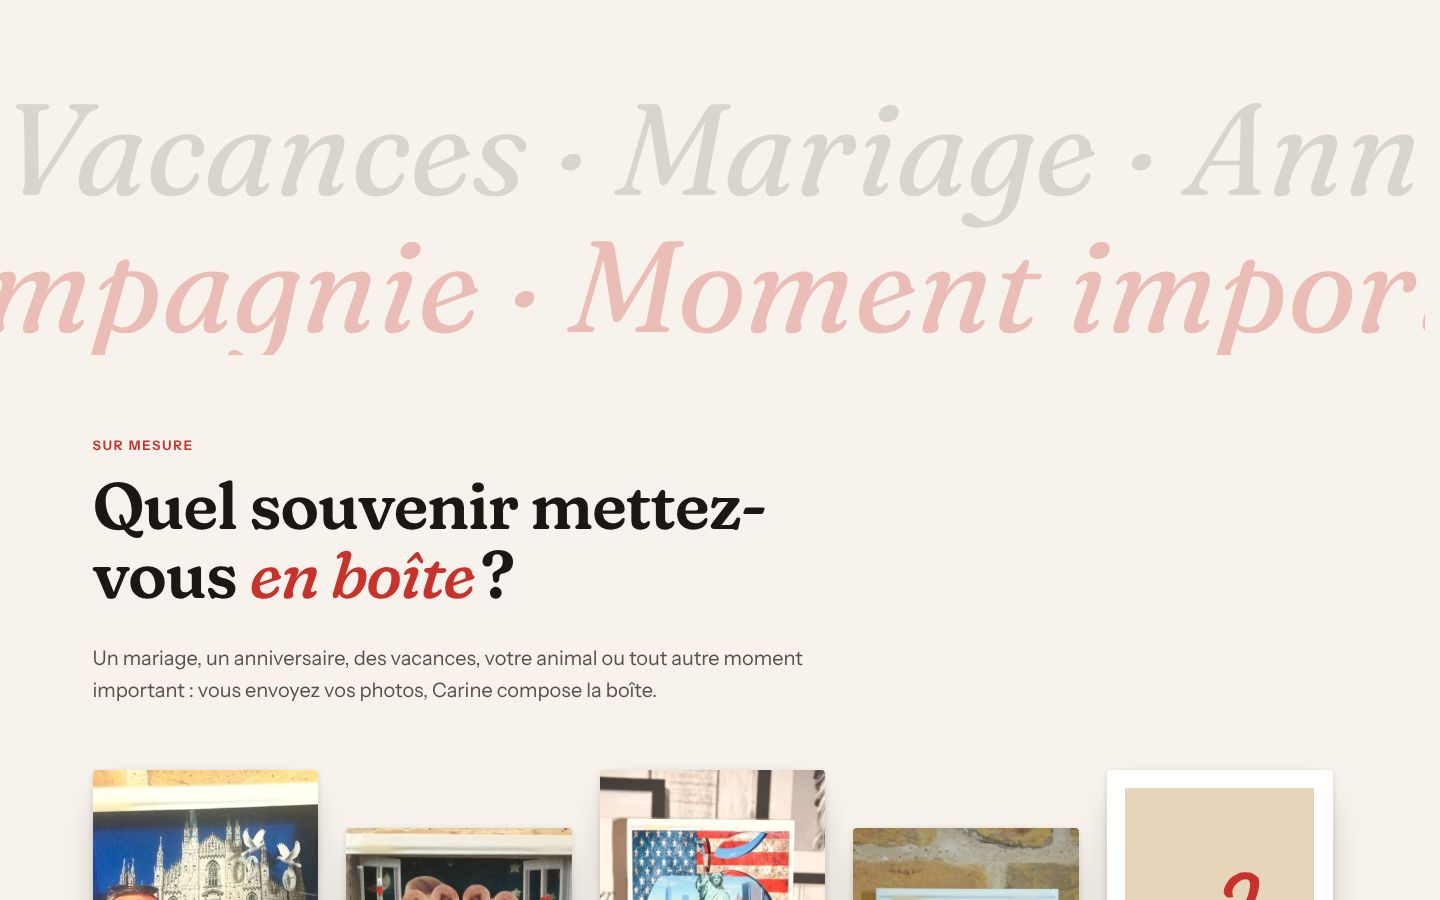 Vacances · Mariage · Ann
mpagnie · Moment impor
SUR MESURE
Quel souvenir mettez-
vous en boîte ?
Un mariage, un anniversaire, des vacances, votre animal ou tout autre moment
important : vous envoyez vos photos, Carine compose la boîte.
?